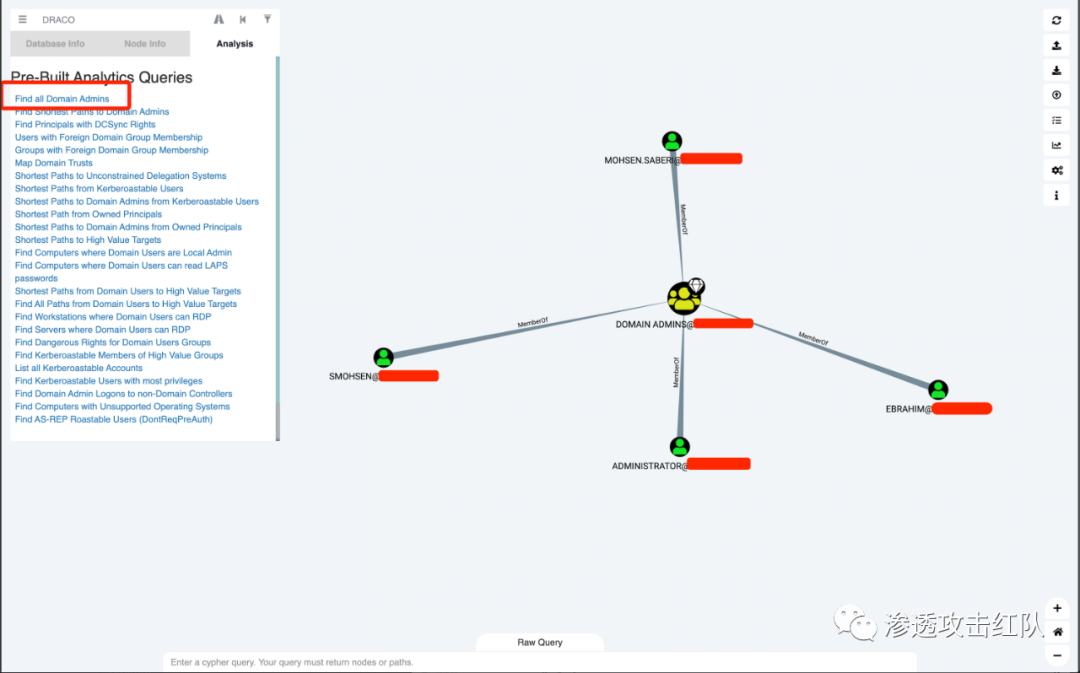 DRACO
Database Info
Node Info
Analysis
Pre-Built Analytics Queries
Find all Domain Admins
Find Shortest Paths to Domain Admins
Find Principals with DCSync Rights
Users with Foreign Domain Group Membership
Groups with Foreign Domain Group Membership
Map Domain Trusts
Shortest Paths to Unconstrained Delegation Systems
Shortest Paths from Kerberoastable Users
Shortest Paths to Domain Admins from Kerberoastable Users
Shortest Path from Owned Principals
Shortest Paths to Domain Admins from Owned Principals
Shortest Paths to High Value Targets
Find Computers where Domain Users are Local Admin
Find Computers where Domain Users can read LAPS
passwords
Shortest Paths from Domain Users to High Value Targets
Find All Paths from Domain Users to High Value Targets
Find Workstations where Domain Users can RDP
Find Servers where Domain Users can RDP
Find Dangerous Rights for Domain Users Groups
Find Kerberoastable Members of High Value Groups
List all Kerberoastable Accounts
Find Kerberoastable Users with most privileges
Find Domain Admin Logons to non-Domain Controllers
Find Computers with Unsupported Operating Systems
Find AS-REP Roastable Users (DontReqPreAuth)
MOHSEN.SABERI@
MemberOf
DOMAIN ADMINS@
MemberOf
MemberOf
SMOHSEN@
MemberOf
EBRAHIM@
ADMINISTRATOR@
渗透攻击红队
Raw Query
Enter a cypher query. Your query must return nodes or paths.